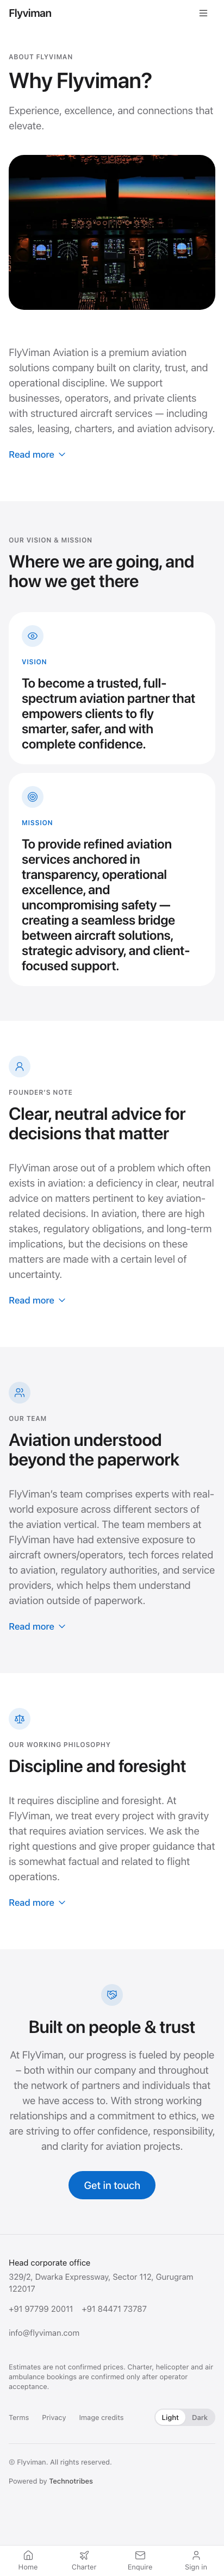 Flyviman
ABOUT FLYVIMAN
Why Flyviman?
Experience, excellence, and connections that
elevate.
FlyViman Aviation is a premium aviation
solutions company built on clarity, trust, and
operational discipline. We support
businesses, operators, and private clients
with structured aircraft services — including
sales, leasing, charters, and aviation advisory.
Read more
OUR VISION & MISSION
Where we are going, and
how we get there
VISION
To become a trusted, full-
spectrum aviation partner that
empowers clients to fly
smarter, safer, and with
complete confidence.
MISSION
To provide refined aviation
services anchored in
transparency, operational
excellence, and
uncompromising safety —
creating a seamless bridge
between aircraft solutions,
strategic advisory, and client-
focused support.
FOUNDER'S NOTE
Clear, neutral advice for
decisions that matter
FlyViman arose out of a problem which often
exists in aviation: a deficiency in clear, neutral
advice on matters pertinent to key aviation-
related decisions. In aviation, there are high
stakes, regulatory obligations, and long-term
implications, but the decisions on these
matters are made with a certain level of
uncertainty.
Read more
OUR TEAM
Aviation understood
beyond the paperwork
FlyViman's team comprises experts with real-
world exposure across different sectors of
the aviation vertical. The team members at
FlyViman have had extensive exposure to
aircraft owners/operators, tech forces related
to aviation, regulatory authorities, and service
providers, which helps them understand
aviation outside of paperwork.
Read more
OUR WORKING PHILOSOPHY
Discipline and foresight
It requires discipline and foresight. At
FlyViman, we treat every project with gravity
that requires aviation services. We ask the
right questions and give proper guidance that
is somewhat factual and related to flight
operations.
Read more
Built on people & trust
At FlyViman, our progress is fueled by people
– both within our company and throughout
the network of partners and individuals that
we have access to. With strong working
relationships and a commitment to ethics, we
are striving to offer confidence, responsibility,
and clarity for aviation projects.
Get in touch
Head corporate office
329/2, Dwarka Expressway, Sector 112, Gurugram
122017
+91 97799 20011 +91 84471 73787
info@flyviman.com
Estimates are not confirmed prices. Charter, helicopter and air
ambulance bookings are confirmed only after operator
acceptance.
Terms Privacy Image credits Light Dark
© Flyviman. All rights reserved.
Powered by Technotribes
Home Charter Enquire Sign in